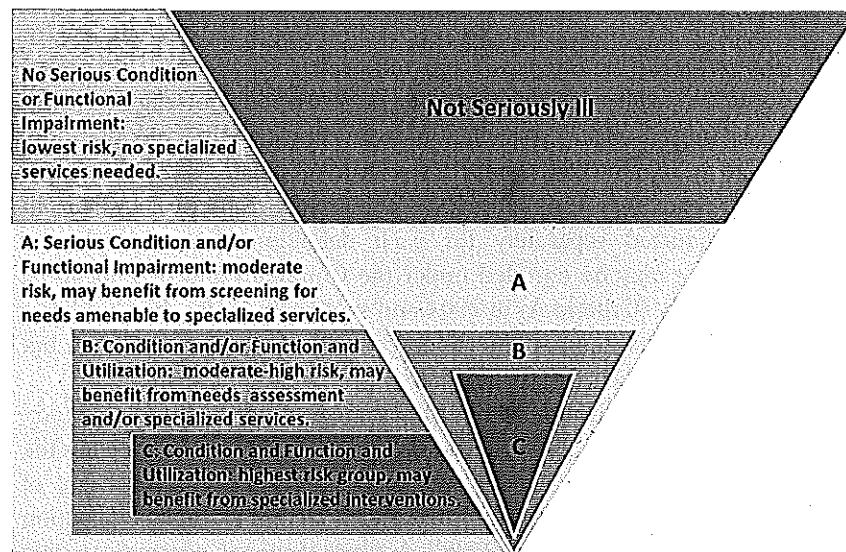 No Serious Condition
or Functional
Impairment:
lowest risk, no specialized
services needed.
Not Seriously Ill
A: Serious Condition and/or
Functional Impairment: moderate
risk, may benefit from screening for
needs amenable to specialized services.
A
B: Condition and/or Function and
Utilization: moderate-high risk, may
benefit from needs assessment
and/or specialized services.
B
C: Condition and Function and
Utilization: highest risk group, may
benefit from specialized interventions.
C